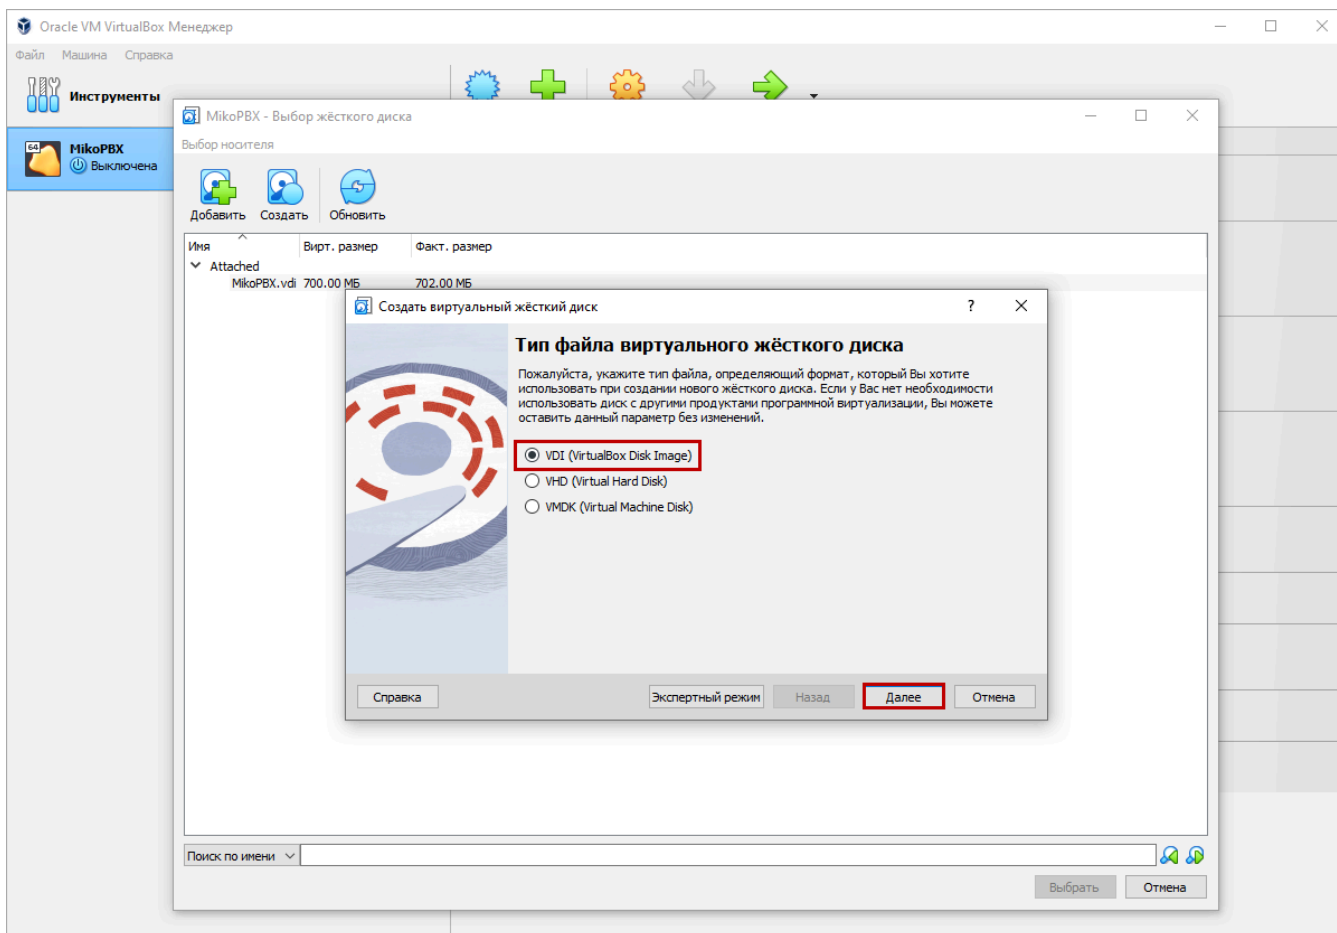 Oracle VM VirtualBox Менеджер
Файл Машина Справка
Инструменты
64
MikoPBX
Выключена
MikoPBX - Выбор жёсткого диска
Выбор носителя
Добавить Создать Обновить
Имя Вирт. размер Факт. размер
Attached
MikoPBX.vdi 700.00 МБ 702.00 МБ
Создать виртуальный жёсткий диск ?
Тип файла виртуального жёсткого диска
Пожалуйста, укажите тип файла, определяющий формат, который Вы хотите
использовать при создании нового жёсткого диска. Если у Вас нет необходимости
использовать диск с другими продуктами программной виртуализации, Вы можете
оставить данный параметр без изменений.
VDI (VirtualBox Disk Image)
VHD (Virtual Hard Disk)
VMDK (Virtual Machine Disk)
Справка Экспертный режим Назад Далее Отмена
Поиск по имени
Выбрать Отмена